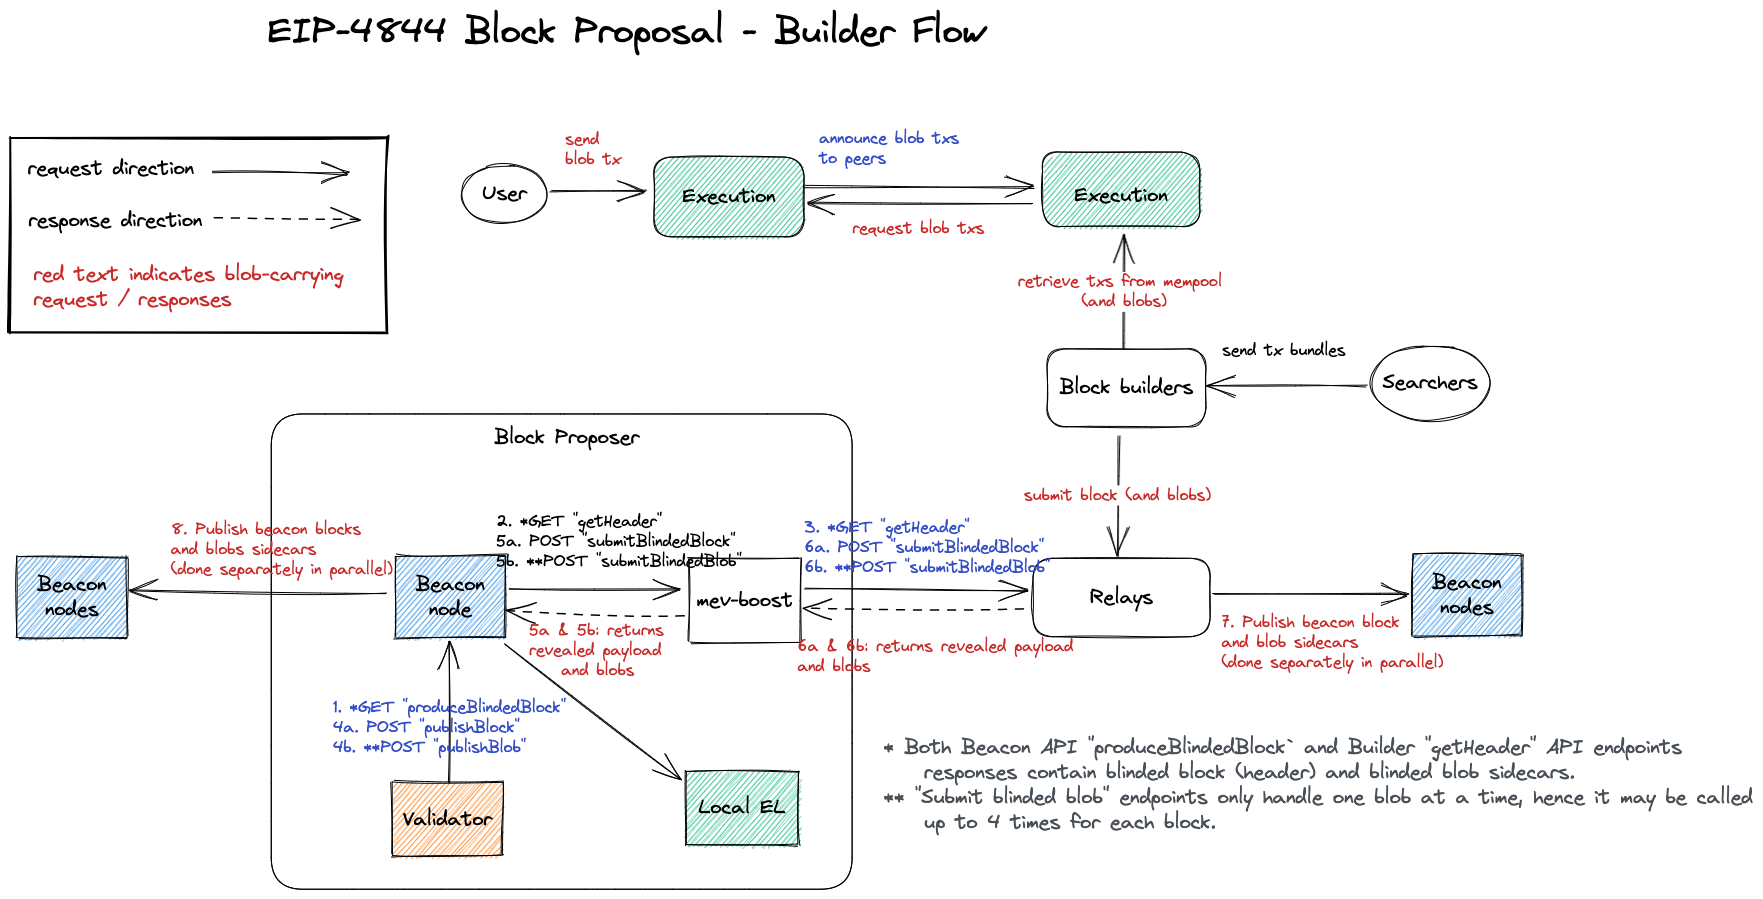 EIP-4844 Block Proposal - Builder Flow
request direction
response direction
red text indicates blob-carrying
request / responses
User
send
blob tx
Execution
announce blob txs
to peers
request blob txs
Execution
retrieve txs from mempool
(and blobs)
Block builders
send tx bundles
Searchers
submit block (and blobs)
Block Proposer
8. Publish beacon blocks
and blobs sidecars
(done separately in parallel)
Beacon
nodes
Beacon
node
2. *GET "getHeader"
5a. POST "submitBlindedBlock"
5b. **POST "submitBlindedBlob"
mev-boost
5a & 5b: returns
revealed payload
and blobs
3. *GET "getHeader"
6a. POST "submitBlindedBlock"
6b. **POST "submitBlindedBlob"
6a & 6b: returns revealed payload
and blobs
Relays
7. Publish beacon block
and blob sidecars
(done separately in parallel)
Beacon
nodes
1. *GET "produceBlindedBlock"
4a. POST "publishBlock"
4b. **POST "publishBlob"
Validator
Local EL
* Both Beacon API "produceBlindedBlock` and Builder "getHeader" API endpoints
responses contain blinded block (header) and blinded blob sidecars.
** "Submit blinded blob" endpoints only handle one blob at a time, hence it may be called
up to 4 times for each block.